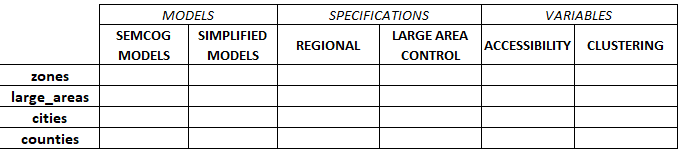 MODELS SPECIFICATIONS VARIABLES
SEMCOG MODELS SIMPLIFIED MODELS REGIONAL LARGE AREA CONTROL ACCESSIBILITY CLUSTERING
zones
large_areas
cities
counties